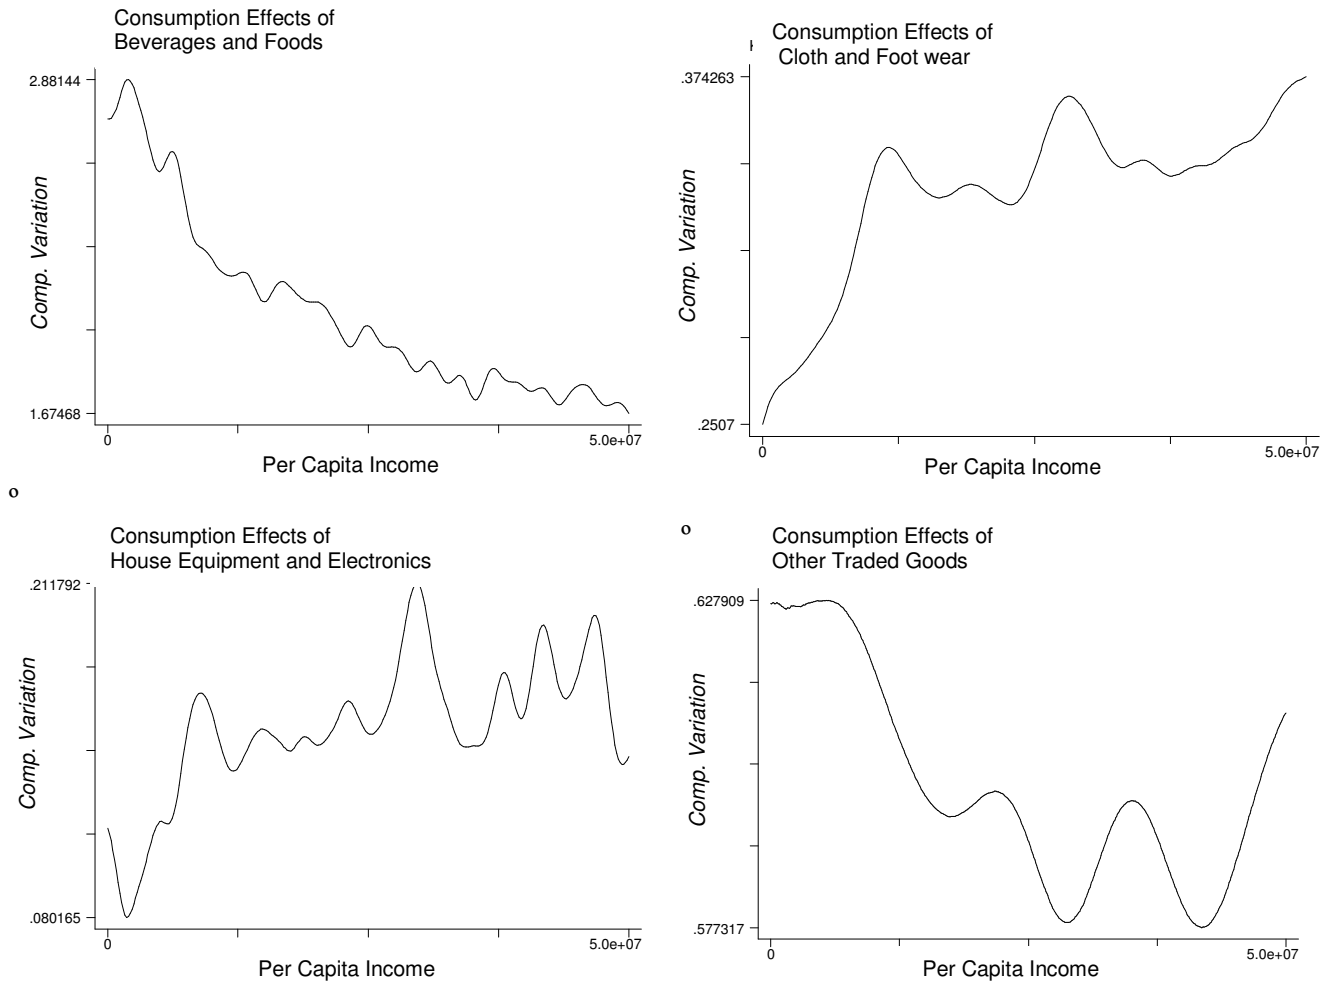 Consumption Effects of
Beverages and Foods
2.88144
Comp. Variation
1.67468
0
5.0e+07
Per Capita Income
Consumption Effects of
Cloth and Foot wear
.374263
Comp. Variation
.2507
0
5.0e+07
Per Capita Income
o
Consumption Effects of
House Equipment and Electronics
.211792
Comp. Variation
.080165
0
5.0e+07
Per Capita Income
o
Consumption Effects of
Other Traded Goods
.627909
Comp. Variation
.577317
0
5.0e+07
Per Capita Income